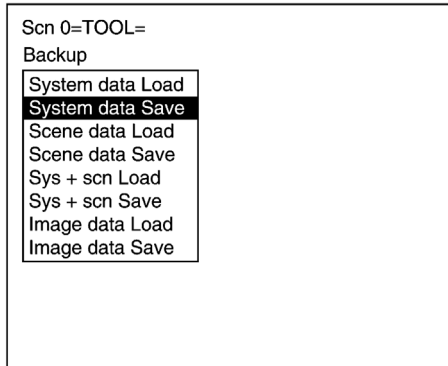 Scn 0=TOOL=
Backup
System data Load
System data Save
Scene data Load
Scene data Save
Sys + scn Load
Sys + scn Save
Image data Load
Image data Save